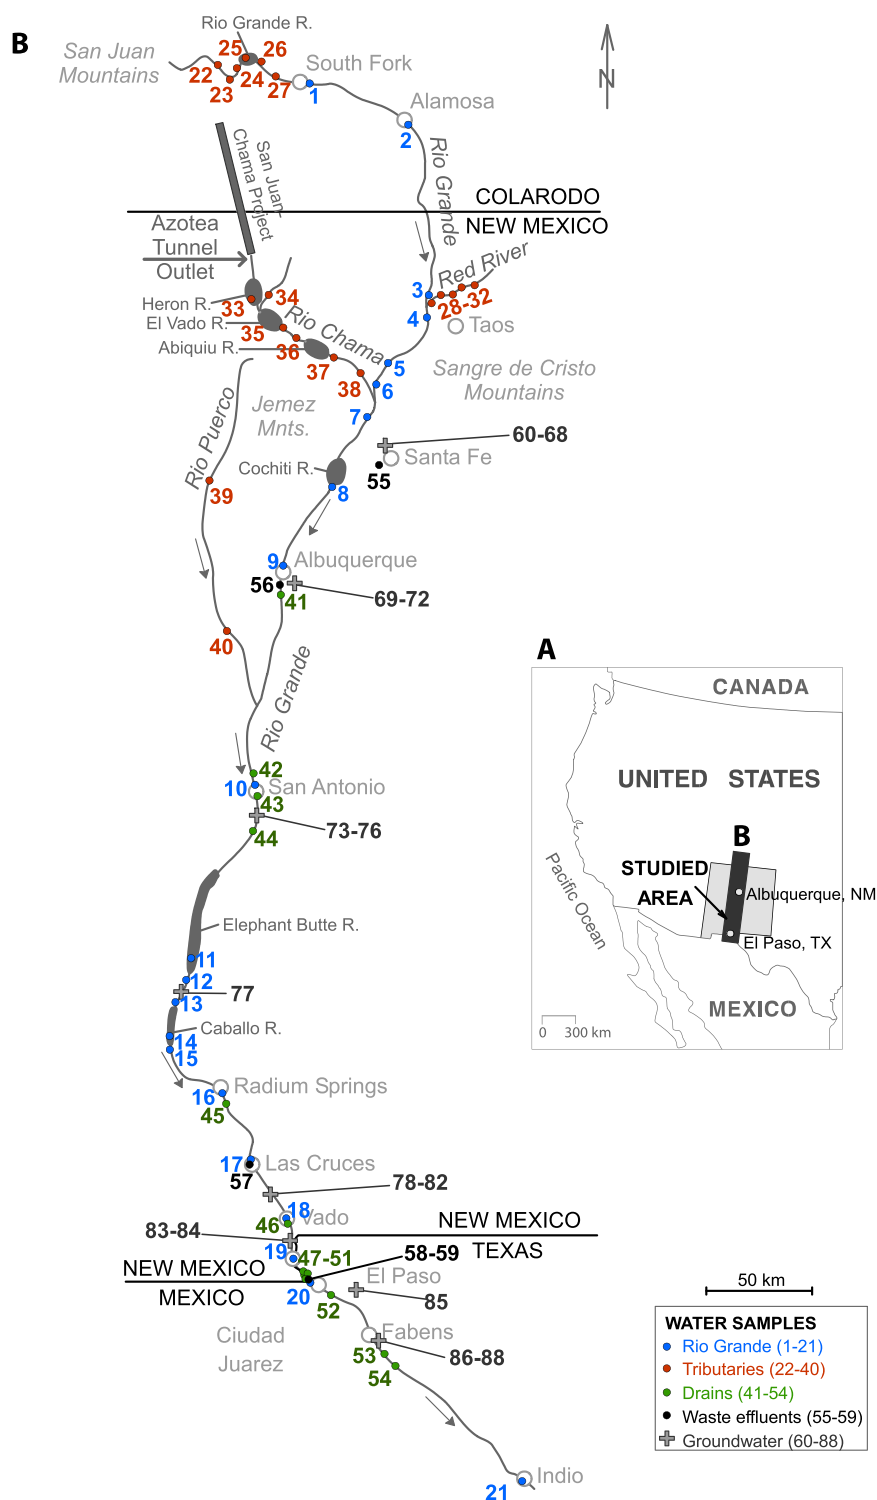 B
Rio Grande R.
San Juan
Mountains
25
26
22
24
23
27
South Fork
1
N
Alamosa
2
Rio Grande
San Juan-
Chama Project
COLARODO
NEW MEXICO
Azotea
Tunnel
Outlet
Red River
3
28-32
Heron R.
33
34
4
Taos
El Vado R.
35
Rio Chama
36
Abiquiu R.
37
5
38
6
Sangre de Cristo
Mountains
Jemez
Mnts.
7
Rio Puerco
60-68
Santa Fe
Cochiti R.
55
8
39
9
Albuquerque
56
41
69-72
40
Rio Grande
42
10
San Antonio
43
73-76
44
Elephant Butte R.
11
12
77
13
Caballo R.
14
15
16
Radium Springs
45
17
Las Cruces
57
78-82
18
Vado
46
83-84
NEW MEXICO
TEXAS
19
47-51
58-59
NEW MEXICO
MEXICO
El Paso
20
85
52
Ciudad
Juarez
Fabens
53
86-88
54
21
Indio
A
CANADA
UNITED STATES
B
STUDIED
AREA
Albuquerque, NM
El Paso, TX
Pacific Ocean
MEXICO
0 300 km
50 km
WATER SAMPLES
Rio Grande (1-21)
Tributaries (22-40)
Drains (41-54)
Waste effluents (55-59)
Groundwater (60-88)